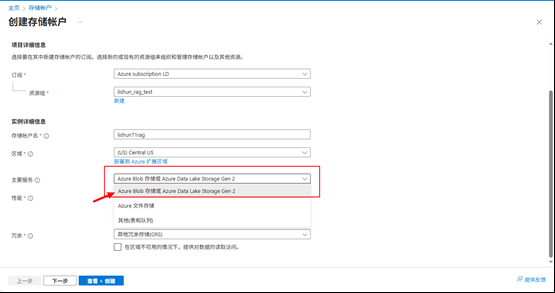 主页 > 存储帐户 >
创建存储帐户 ...
项目详细信息
选择要在其中新建存储帐户的订阅。选择新的或现有的资源组来组织和管理存储帐户以及其他资源。
订阅 * Azure subscription LD
资源组 * lishun_rag_test
新建
实例详细信息
存储帐户名 * lishun71rag
区域 * (US) Central US
部署到 Azure 扩展区域
主要服务 Azure Blob 存储或 Azure Data Lake Storage Gen 2
Azure Blob 存储或 Azure Data Lake Storage Gen 2
性能 *
Azure 文件存储
其他(表和队列)
冗余 * 异地冗余存储(GRS)
在区域不可用的情况下，提供对数据的读取访问。
上一步 下一步 查看 + 创建 提供反馈